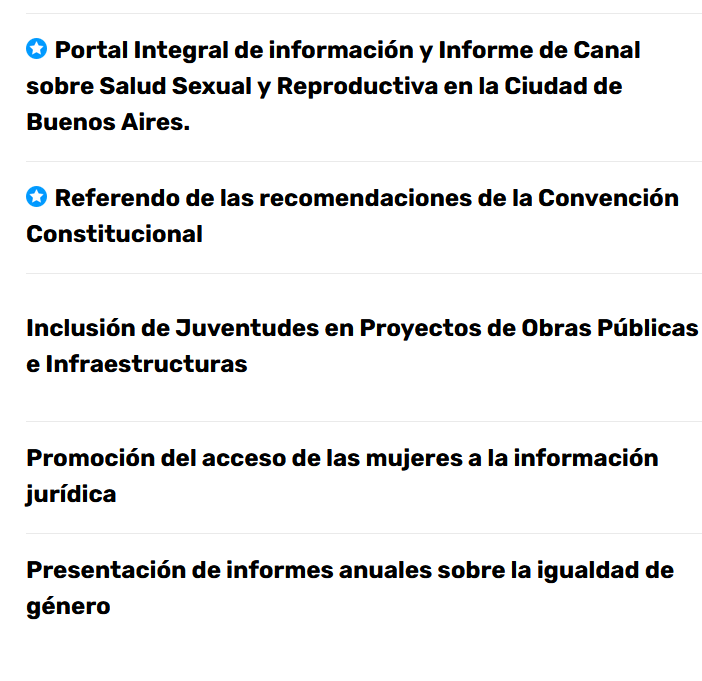 Portal Integral de información y Informe de Canal
sobre Salud Sexual y Reproductiva en la Ciudad de
Buenos Aires.
Referendo de las recomendaciones de la Convención
Constitucional
Inclusión de Juventudes en Proyectos de Obras Públicas
e Infraestructuras
Promoción del acceso de las mujeres a la información
jurídica
Presentación de informes anuales sobre la igualdad de
género